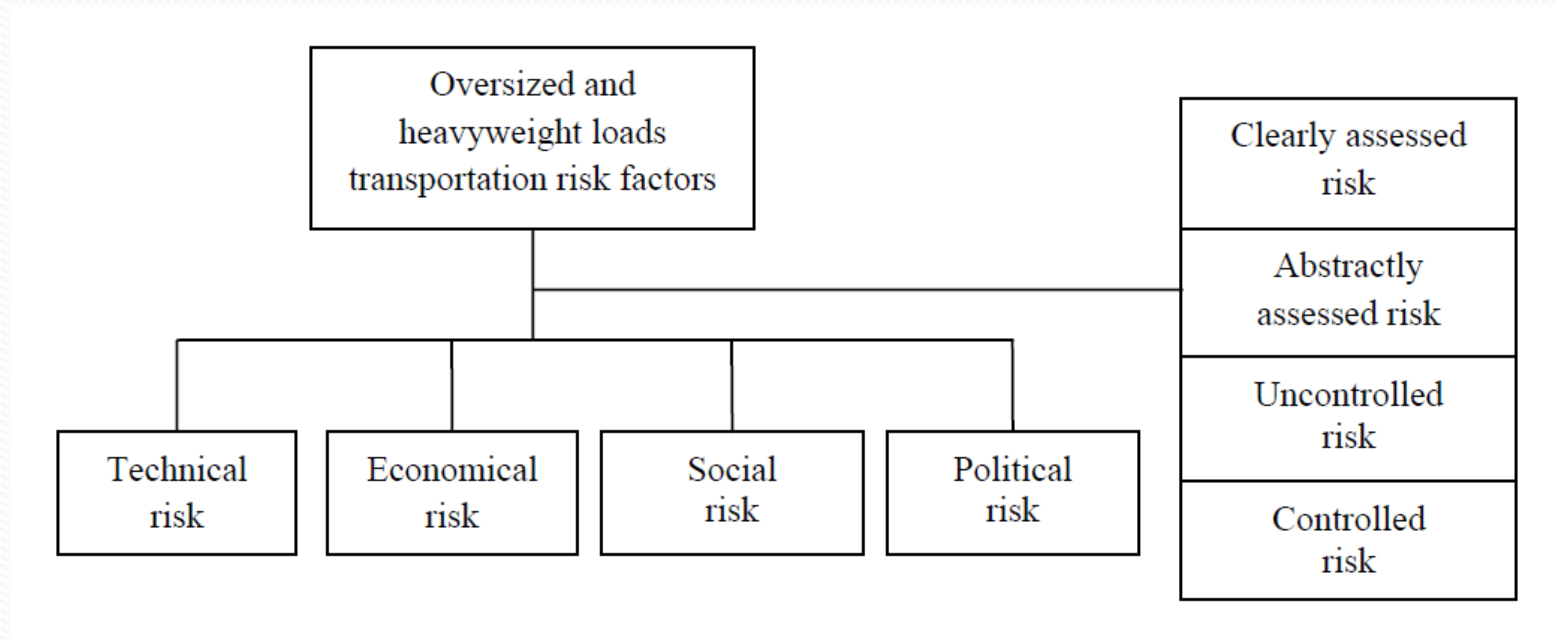 Oversized and
heavyweight loads
transportation risk factors
Clearly assessed
risk
Abstractly
assessed risk
Uncontrolled
risk
Controlled
risk
Technical
risk
Economical
risk
Social
risk
Political
risk